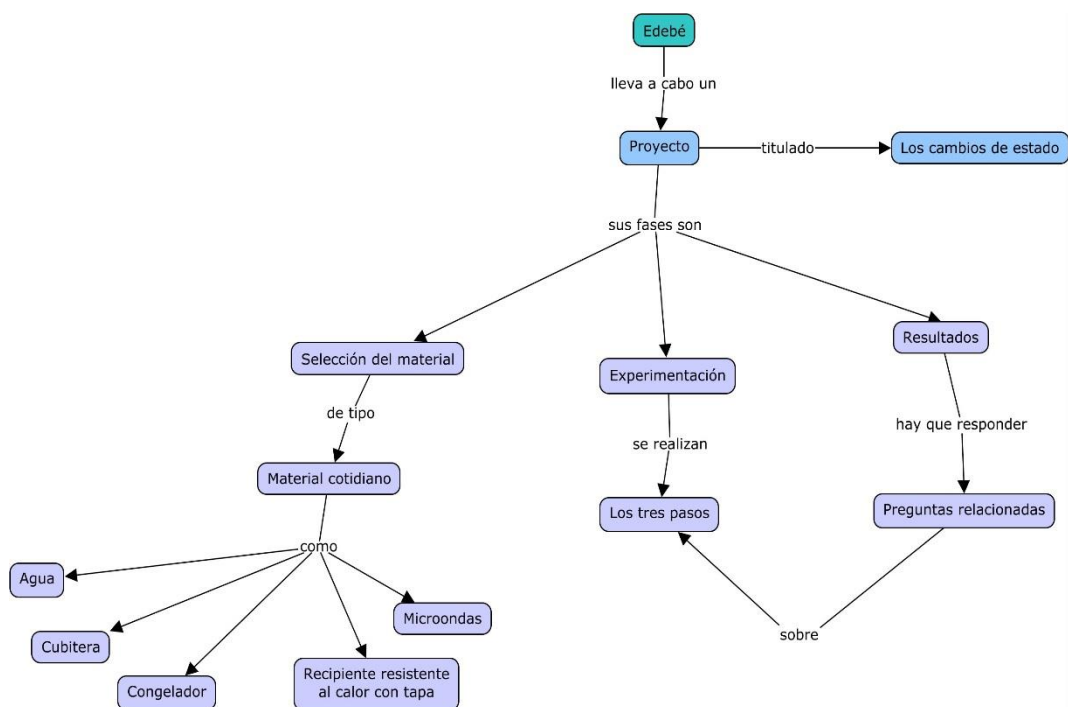 Edebé
lleva a cabo un
Proyecto
titulado
Los cambios de estado
sus fases son
Selección del material
Experimentación
Resultados
de tipo
se realizan
hay que responder
Material cotidiano
Los tres pasos
Preguntas relacionadas
como
sobre
Agua
Cubitera
Congelador
Recipiente resistente
al calor con tapa
Microondas